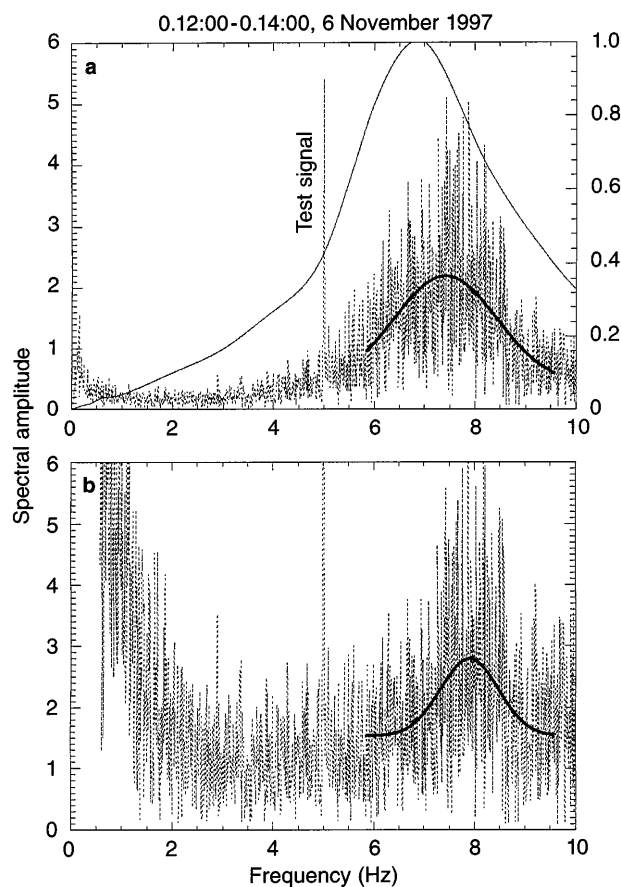 0.12:00-0.14:00, 6 November 1997
a
6
5
4
3
2
1
0
1.0
0.8
0.6
0.4
0.2
0
Test signal
0 2 4 6 8 10
Spectral amplitude
b
6
5
4
3
2
1
0
0 2 4 6 8 10
Frequency (Hz)